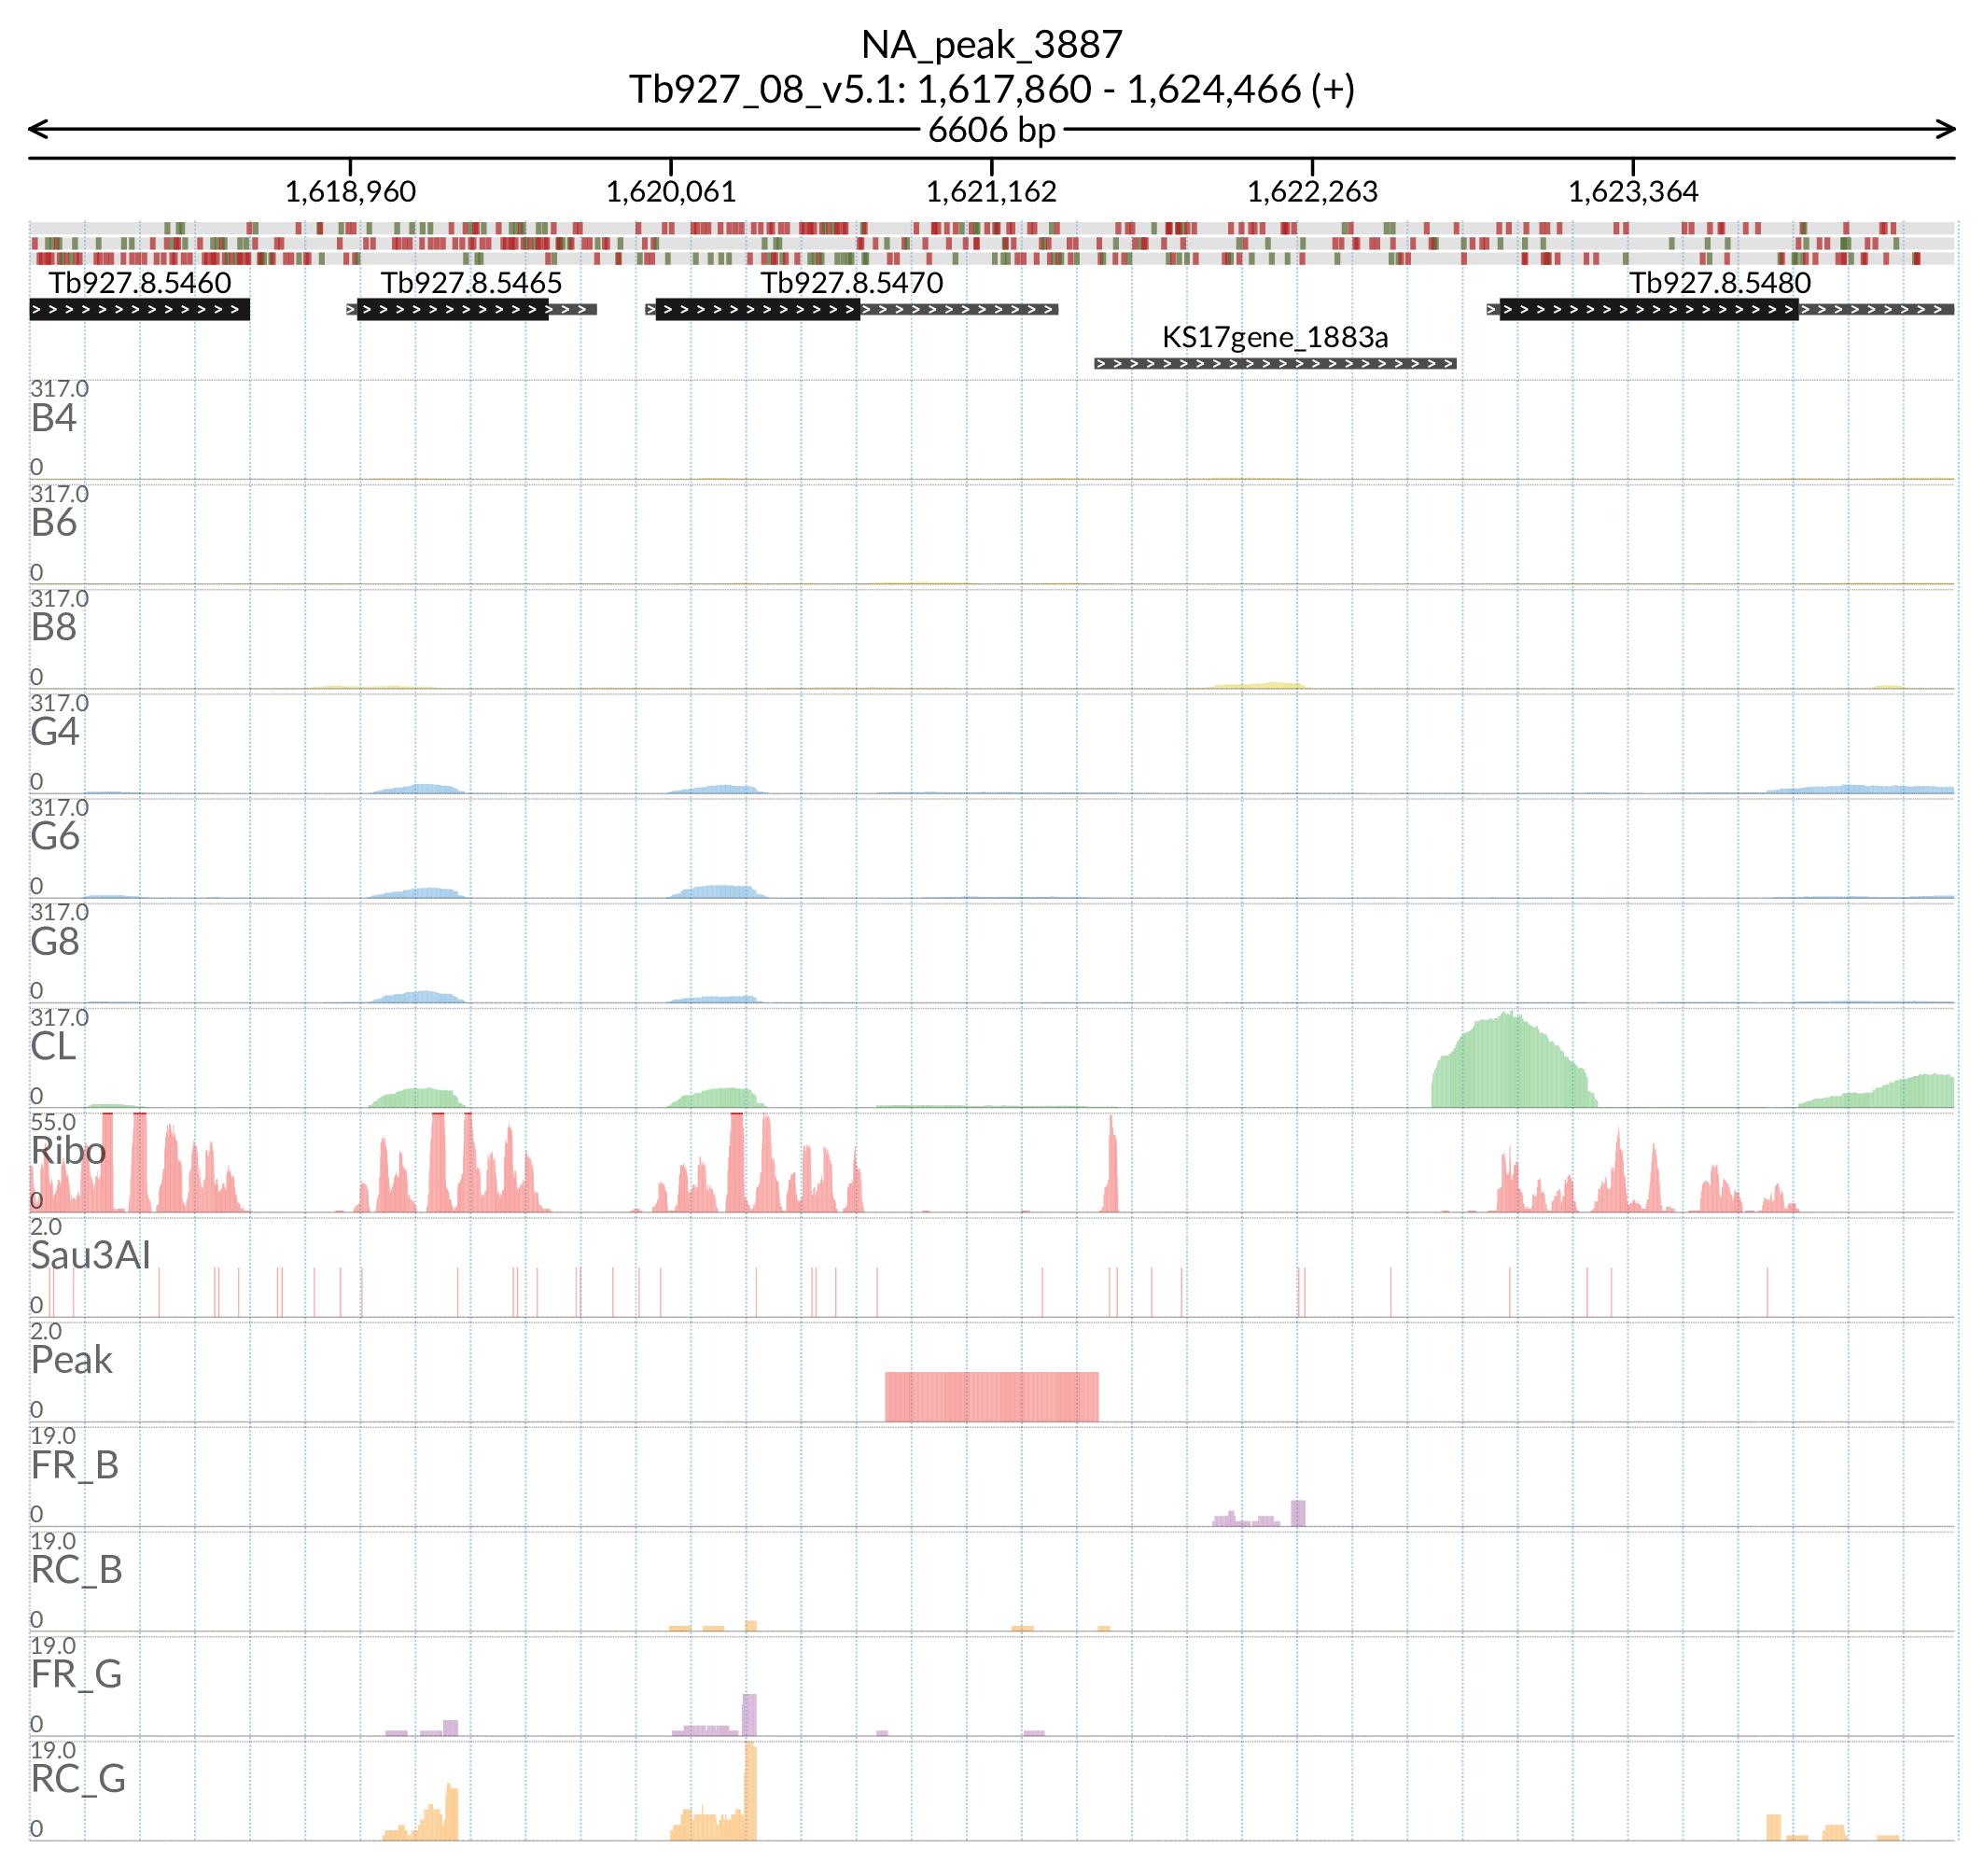 NA_peak_3887
Tb927_08_v5.1: 1,617,860 - 1,624,466 (+)
6606 bp
1,618,960 1,620,061 1,621,162 1,622,263 1,623,364
Tb927.8.5460 Tb927.8.5465 Tb927.8.5470 Tb927.8.5480
KS17gene_1883a
317.0
B4
0
317.0
B6
0
317.0
B8
0
317.0
G4
0
317.0
G6
0
317.0
G8
0
317.0
CL
0
55.0
Ribo
0
2.0
Sau3AI
0
2.0
Peak
0
19.0
FR_B
0
19.0
RC_B
0
19.0
FR_G
0
19.0
RC_G
0